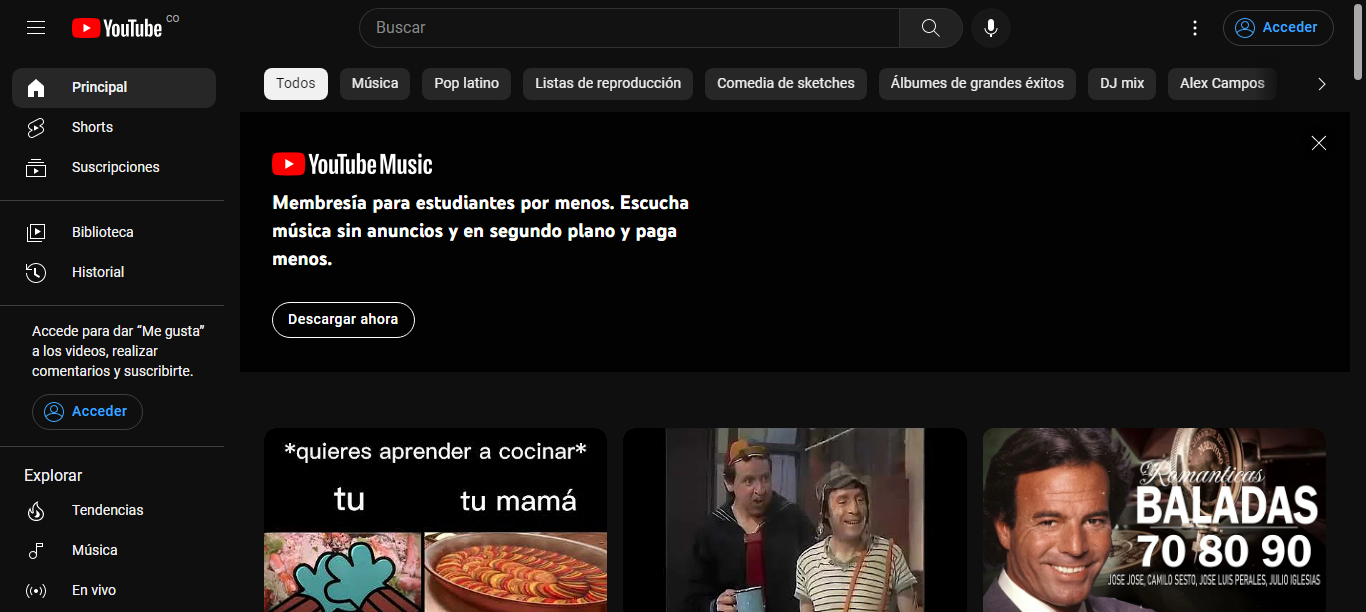 YouTube CO
Buscar
Acceder
Principal
Shorts
Suscripciones
Biblioteca
Historial
Accede para dar “Me gusta”
a los videos, realizar
comentarios y suscribirte.
Acceder
Explorar
Tendencias
Música
En vivo
Todos
Música
Pop latino
Listas de reproducción
Comedia de sketches
Álbumes de grandes éxitos
DJ mix
Alex Campos
YouTube Music
Membresía para estudiantes por menos. Escucha
música sin anuncios y en segundo plano y paga
menos.
Descargar ahora
*quieres aprender a cocinar*
tu
tu mamá
Romanticas
BALADAS
70 80 90
JOSE JOSE, CAMILO SESTO, JOSE LUIS PERALES, JULIO IGLESIAS